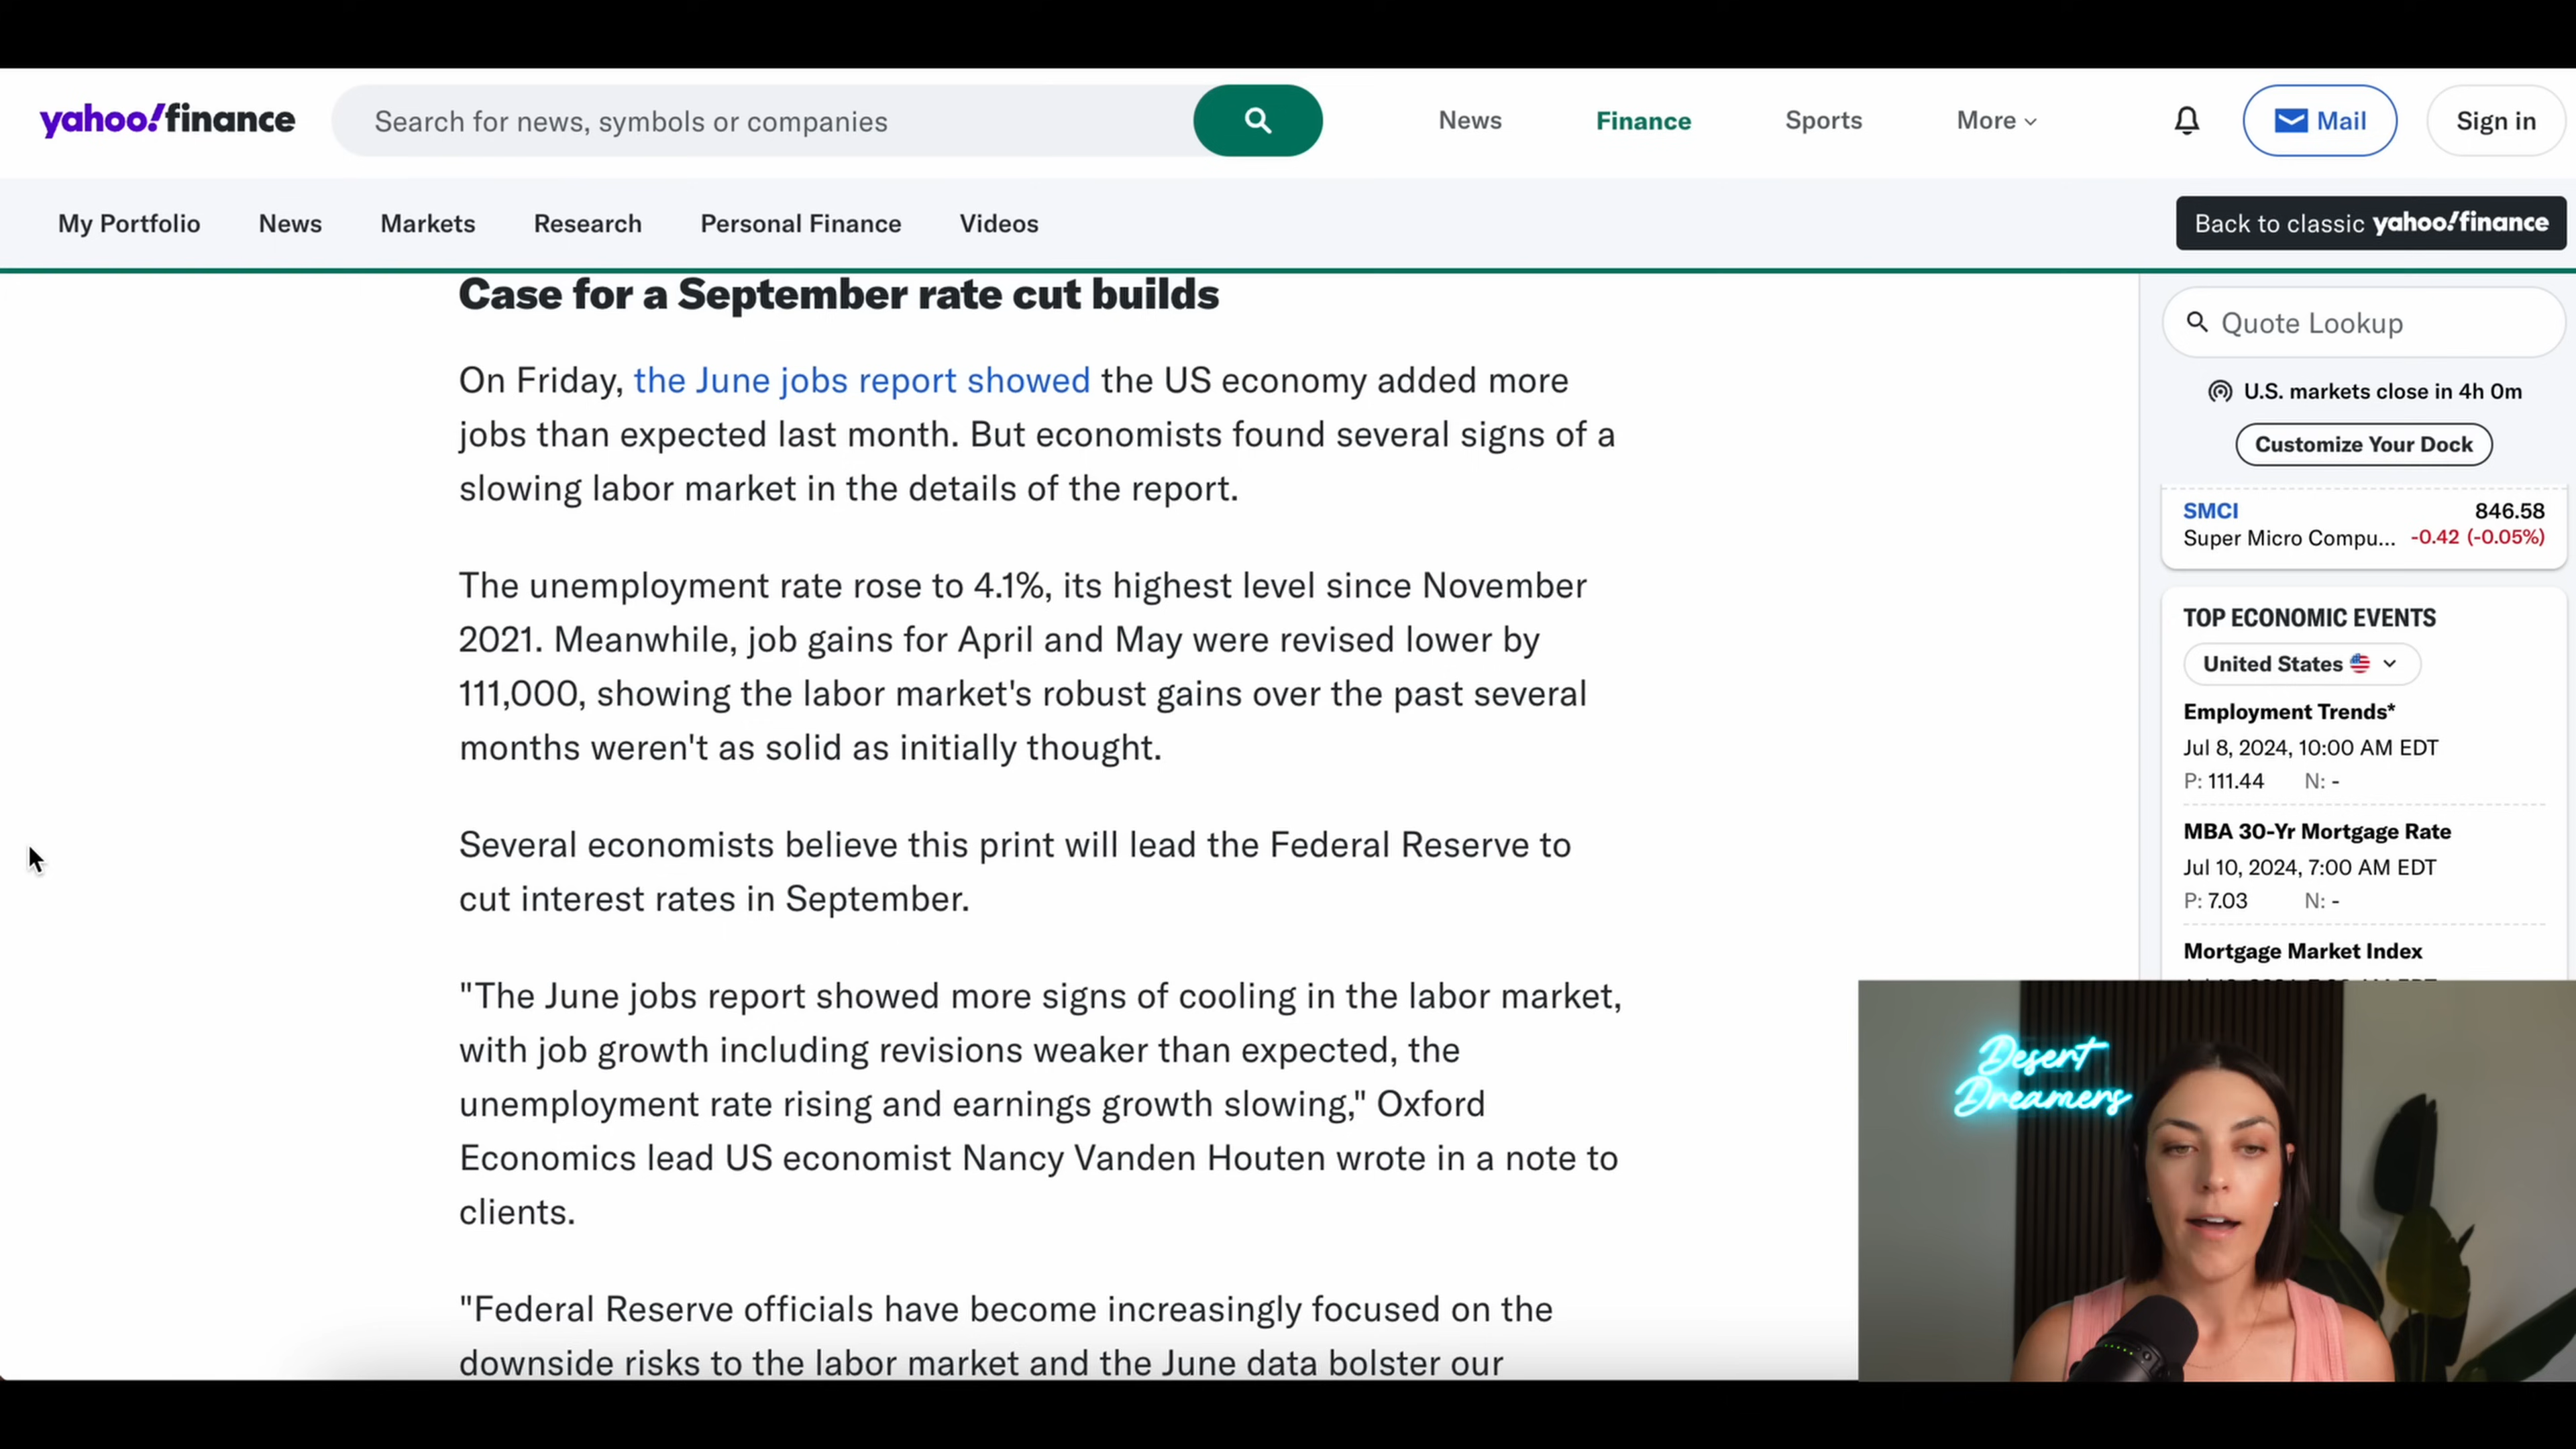 yahoo!finance
Search for news, symbols or companies
News
Finance
Sports
More
Mail
Sign in
My Portfolio
News
Markets
Research
Personal Finance
Videos
Back to classic yahoo!finance
Case for a September rate cut builds
On Friday, the June jobs report showed the US economy added more
jobs than expected last month. But economists found several signs of a
slowing labor market in the details of the report.
The unemployment rate rose to 4.1%, its highest level since November
2021. Meanwhile, job gains for April and May were revised lower by
111,000, showing the labor market's robust gains over the past several
months weren't as solid as initially thought.
Several economists believe this print will lead the Federal Reserve to
cut interest rates in September.
"The June jobs report showed more signs of cooling in the labor market,
with job growth including revisions weaker than expected, the
unemployment rate rising and earnings growth slowing," Oxford
Economics lead US economist Nancy Vanden Houten wrote in a note to
clients.
"Federal Reserve officials have become increasingly focused on the
downside risks to the labor market and the June data bolster our
Quote Lookup
U.S. markets close in 4h 0m
Customize Your Dock
SMCI 846.58
Super Micro Compu... -0.42 (-0.05%)
TOP ECONOMIC EVENTS
United States
Employment Trends*
Jul 8, 2024, 10:00 AM EDT
P: 111.44 N: -
MBA 30-Yr Mortgage Rate
Jul 10, 2024, 7:00 AM EDT
P: 7.03 N: -
Mortgage Market Index
Desert
Dreamers